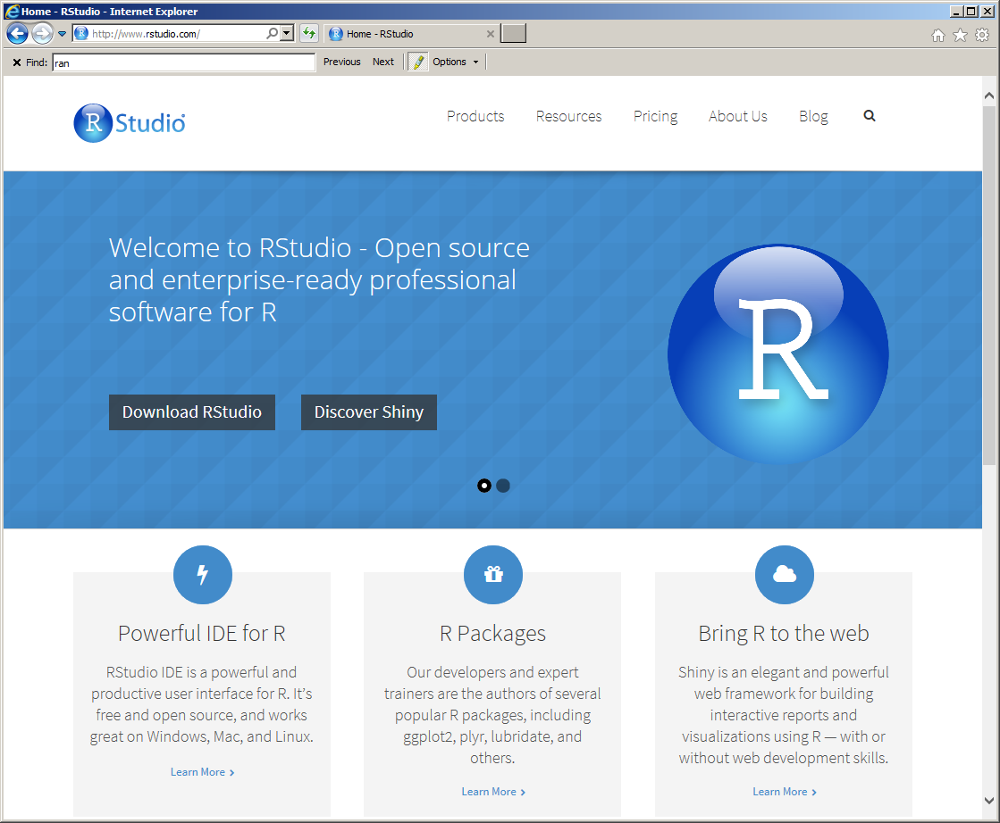 Home - RStudio - Internet Explorer
http://www.rstudio.com/
Home - RStudio
Find: ran Previous Next Options
R Studio®
Products Resources Pricing About Us Blog
Welcome to RStudio - Open source
and enterprise-ready professional
software for R
R
Download RStudio Discover Shiny
Powerful IDE for R
RStudio IDE is a powerful and
productive user interface for R. It's
free and open source, and works
great on Windows, Mac, and Linux.
Learn More
R Packages
Our developers and expert
trainers are the authors of several
popular R packages, including
ggplot2, plyr, lubridate, and
others.
Learn More
Bring R to the web
Shiny is an elegant and powerful
web framework for building
interactive reports and
visualizations using R — with or
without web development skills.
Learn More